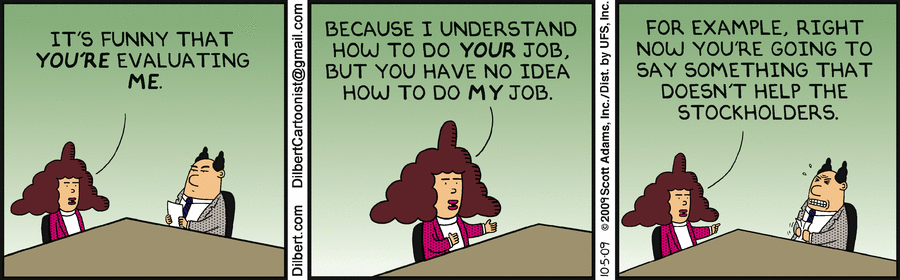 IT'S FUNNY THAT
YOU'RE EVALUATING
ME.
Dilbert.com DilbertCartoonist@gmail.com
BECAUSE I UNDERSTAND
HOW TO DO YOUR JOB,
BUT YOU HAVE NO IDEA
HOW TO DO MY JOB.
10-5-09 ©2009 Scott Adams, Inc./Dist. by UFS, Inc.
FOR EXAMPLE, RIGHT
NOW YOU'RE GOING TO
SAY SOMETHING THAT
DOESN'T HELP THE
STOCKHOLDERS.